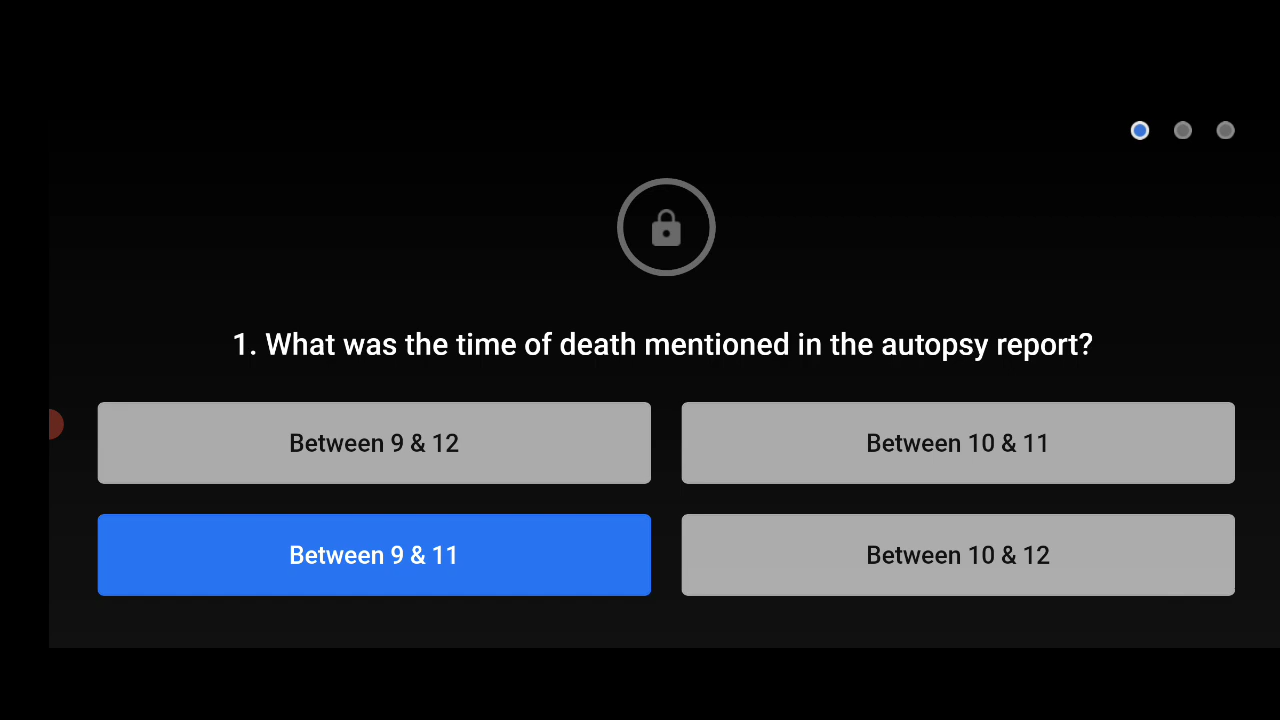 1. What was the time of death mentioned in the autopsy report?
Between 9 & 12
Between 10 & 11
Between 9 & 11
Between 10 & 12